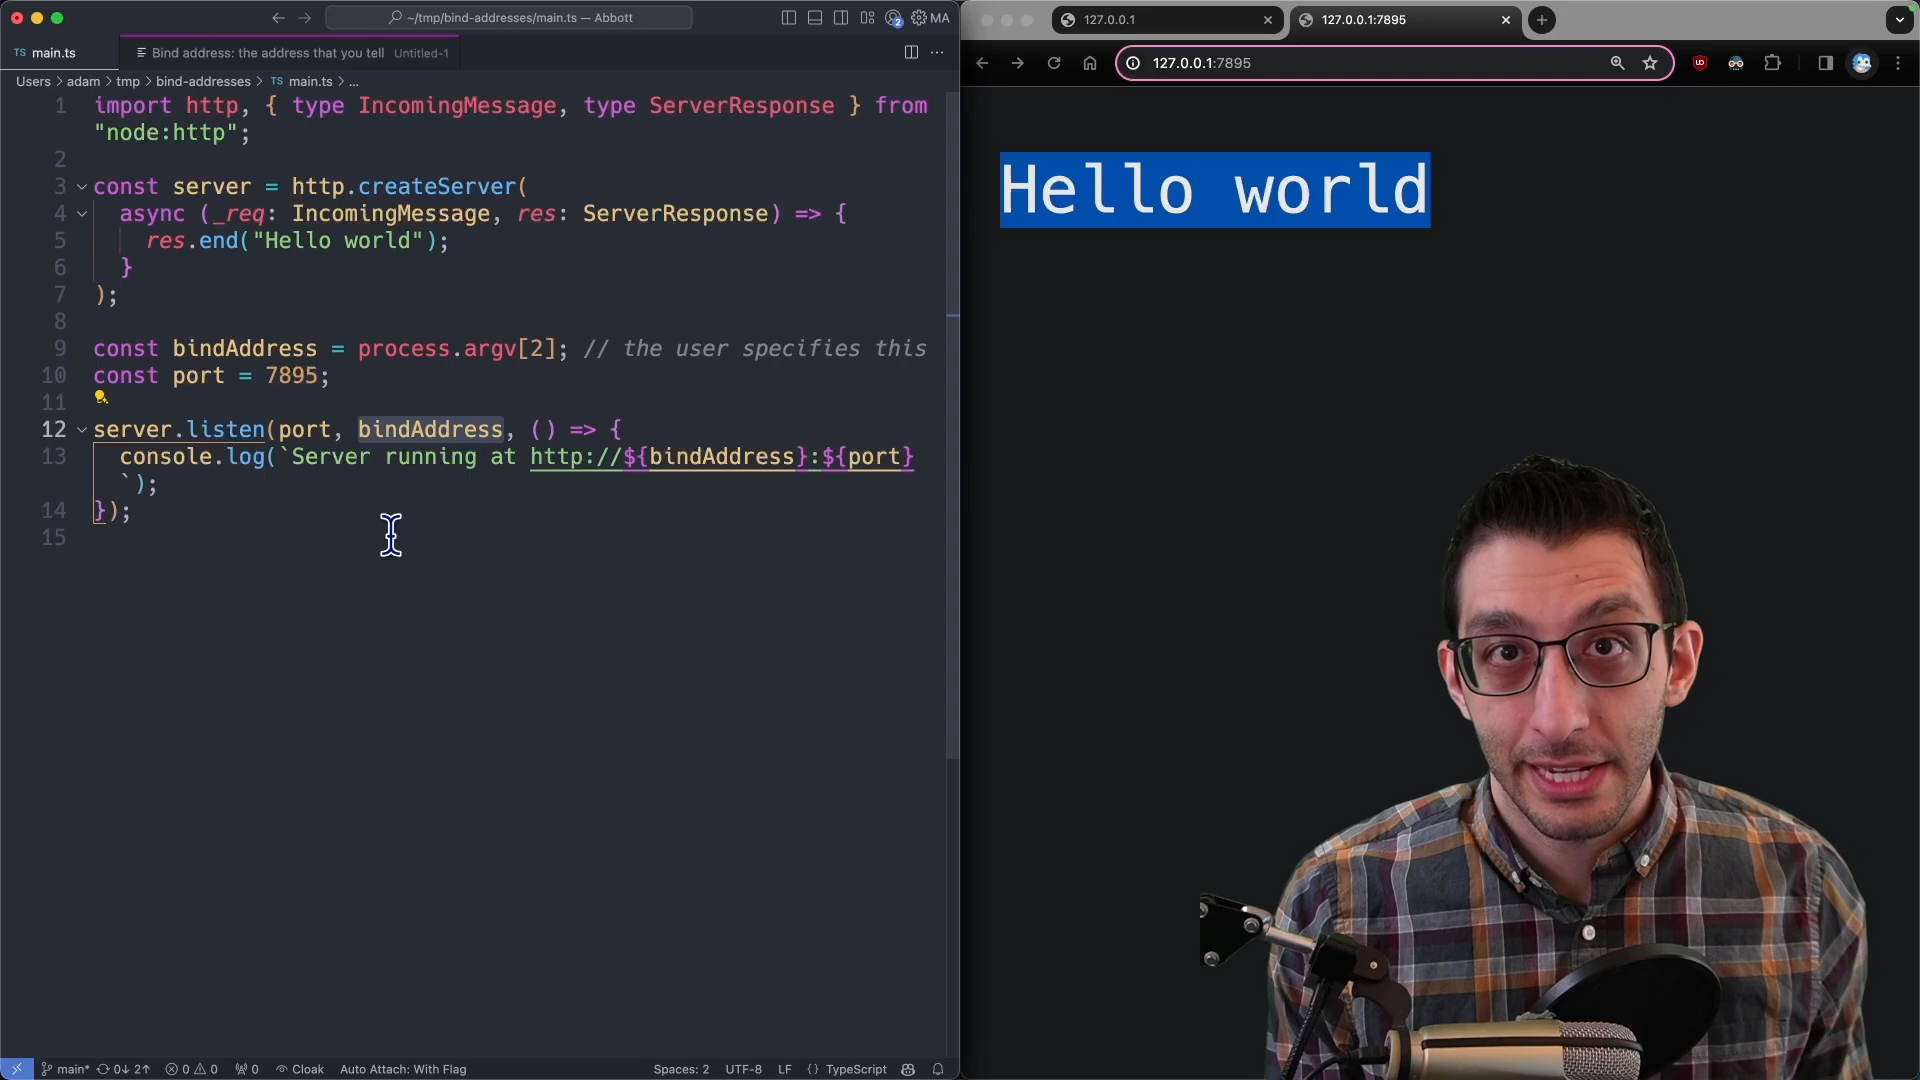 ~/tmp/bind-addresses/main.ts — Abbott
2
MA
TS main.ts
Bind address: the address that you tell Untitled-1
Users > adam > tmp > bind-addresses > TS main.ts > ...
1 import http, { type IncomingMessage, type ServerResponse } from
"node:http";
2
3 const server = http.createServer(
4 async (_req: IncomingMessage, res: ServerResponse) => {
5 res.end("Hello world");
6 }
7 );
8
9 const bindAddress = process.argv[2]; // the user specifies this
10 const port = 7895;
11
12 server.listen(port, bindAddress, () => {
13 console.log(`Server running at http://${bindAddress}:${port}
`);
14 });
15
main* 0↓ 2↑ 0 0 0 Cloak Auto Attach: With Flag Spaces: 2 UTF-8 LF {} TypeScript
127.0.0.1
127.0.0.1:7895
127.0.0.1:7895
Hello world